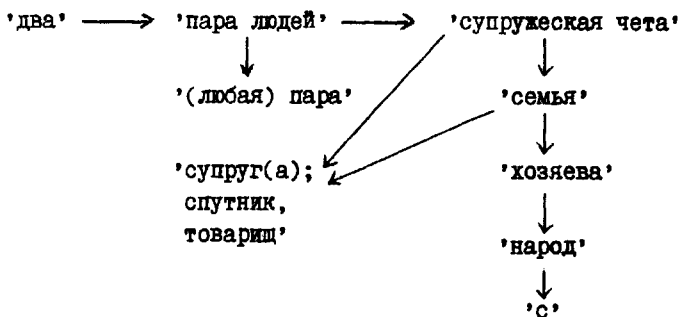 'два' → 'пара людей' → 'супружеская чета'
'(любая) пара' 'семья'
'супруг(а); 'хозяева'
спутник,
товарищ'
'народ'
'с'